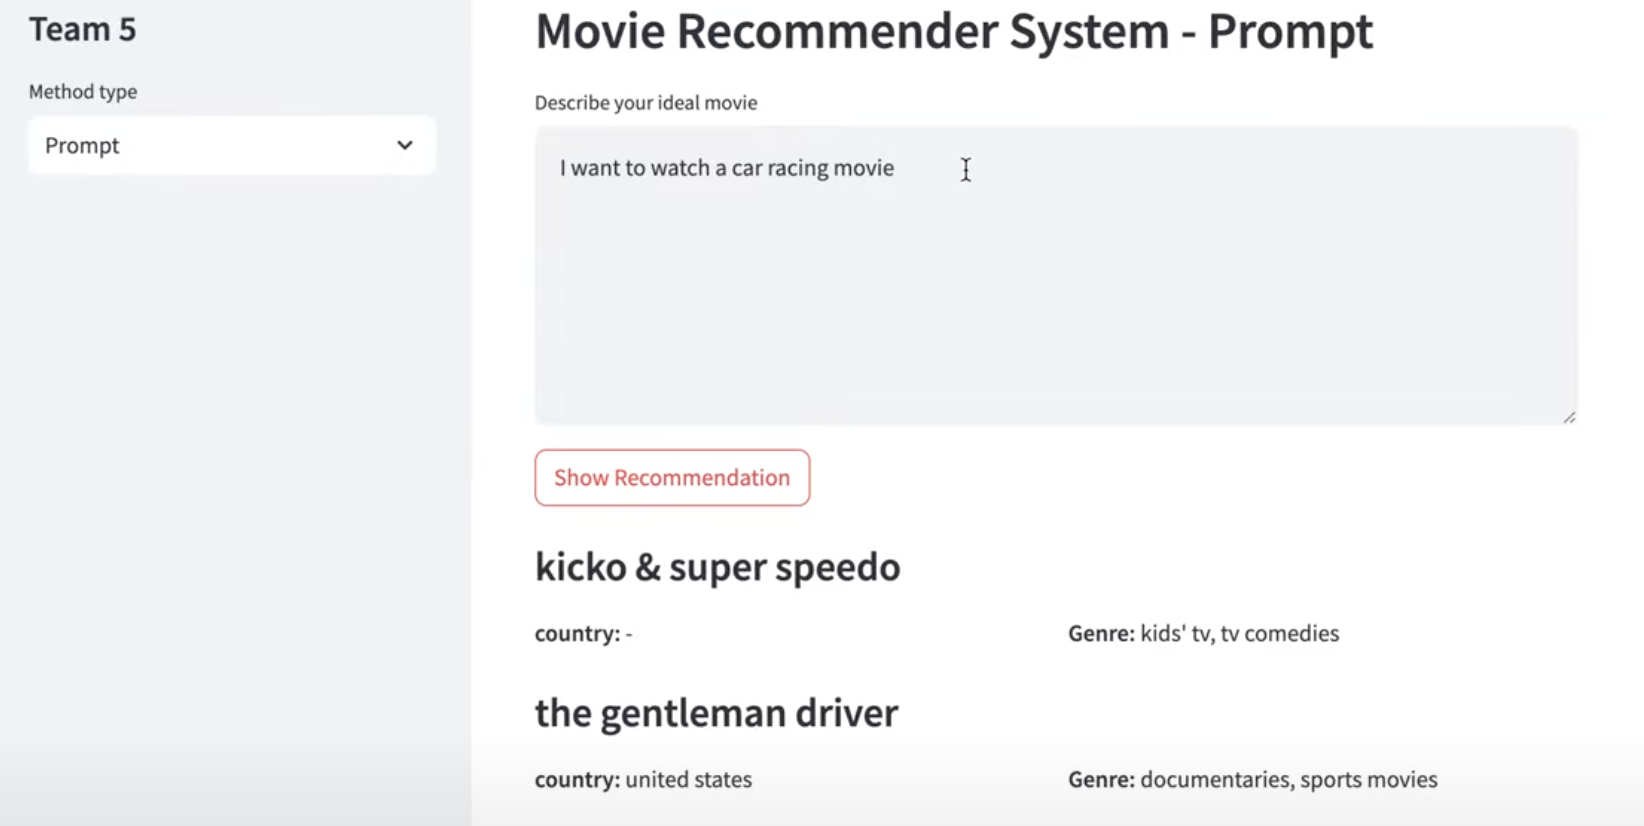 Team 5
Method type
Prompt
Movie Recommender System - Prompt
Describe your ideal movie
I want to watch a car racing movie
Show Recommendation
kicko & super speedo
country: -
Genre: kids' tv, tv comedies
the gentleman driver
country: united states
Genre: documentaries, sports movies